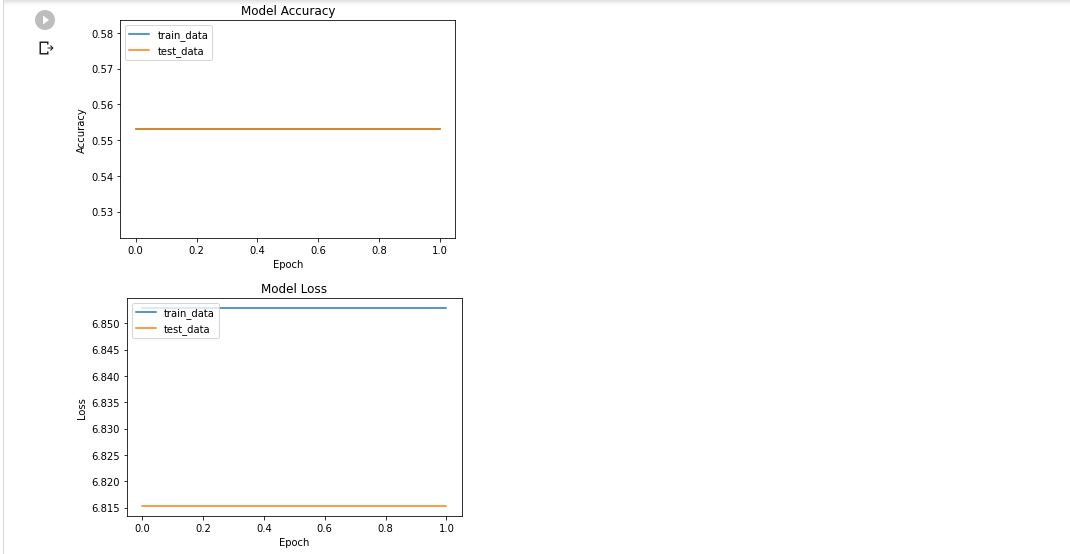 Model Accuracy
train_data
test_data
0.58
0.57
0.56
0.55
0.54
0.53
Accuracy
0.0 0.2 0.4 0.6 0.8 1.0
Epoch
Model Loss
train_data
test_data
6.850
6.845
6.840
6.835
6.830
6.825
6.820
6.815
Loss
0.0 0.2 0.4 0.6 0.8 1.0
Epoch